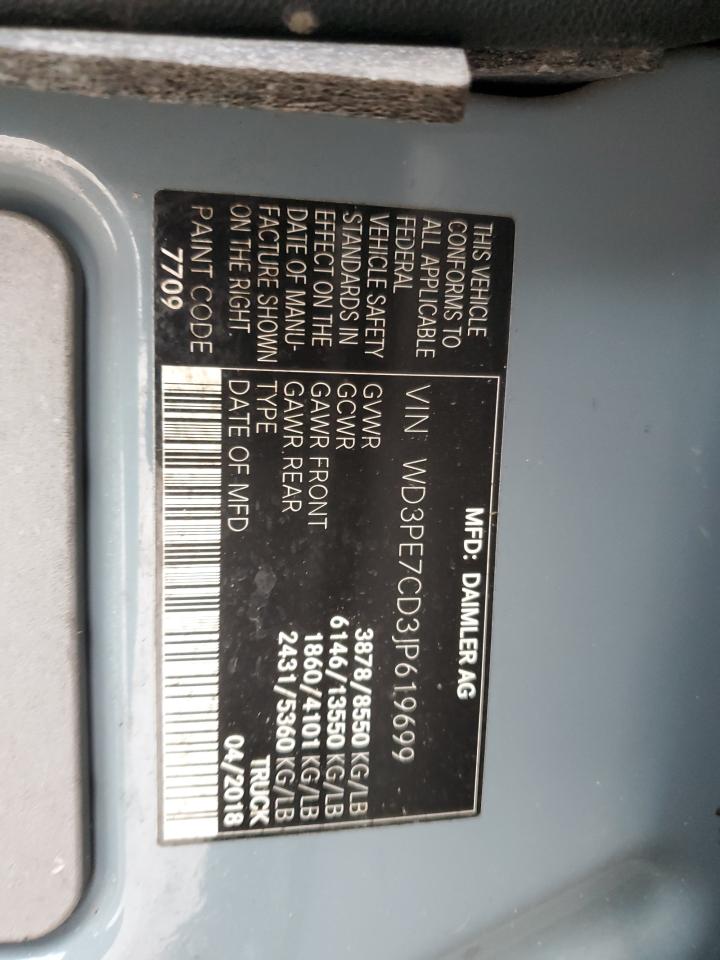 THIS VEHICLE
CONFORMS TO
ALL APPLICABLE
FEDERAL
VEHICLE SAFETY
STANDARDS IN
EFFECT ON THE
DATE OF MANU-
FACTURE SHOWN
ON THE RIGHT
PAINT CODE
7709
MFD: DAIMLER AG
VIN: WD3PE7CD3JP619699
GVWR 3878/8550 KG/LB
GCWR 6146/13550 KG/LB
GAWR FRONT 1860/4101 KG/LB
GAWR REAR 2431/5360 KG/LB
TYPE TRUCK
DATE OF MFD 04/2018